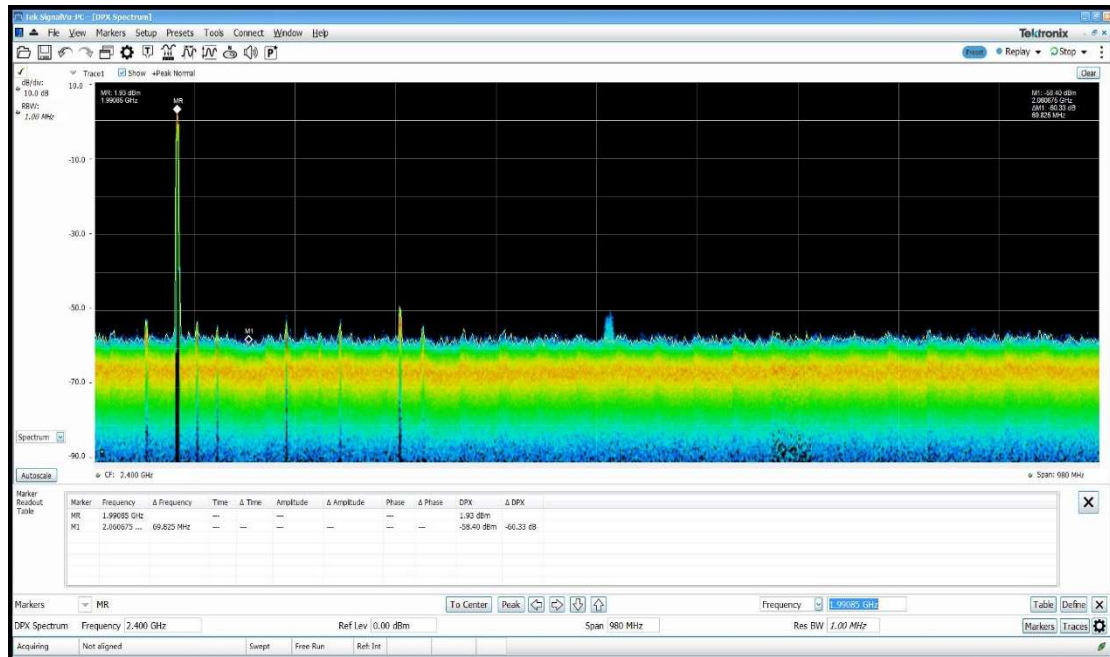 Tek SignalVu-PC - [DPX Spectrum]
File View Markers Setup Presets Tools Connect Window Help
Tektronix
Preset Replay Stop
Trace1 Show +Peak Normal
Clear
dB/div:
10.0 dB
RBW:
1.00 MHz
10.0
-10.0
-30.0
-50.0
-70.0
-90.0
MR: 1.93 dBm
1.99085 GHz
MR
M1
M1: -58.40 dBm
2.060675 GHz
ΔM1: -60.33 dB
69.825 MHz
Spectrum
Autoscale
CF: 2.400 GHz
Span: 980 MHz
Marker
Readout
Table
Marker Frequency Δ Frequency Time Δ Time Amplitude Δ Amplitude Phase Δ Phase DPX Δ DPX
MR 1.99085 GHz --- --- --- 1.93 dBm
M1 2.060675 ... 69.825 MHz --- --- --- --- --- --- -58.40 dBm -60.33 dB
X
Markers MR To Center Peak Frequency 1.99085 GHz Table Define X
DPX Spectrum Frequency 2.400 GHz Ref Lev 0.00 dBm Span 980 MHz Res BW 1.00 MHz Markers Traces
Acquiring Not aligned Swept Free Run Ref: Int